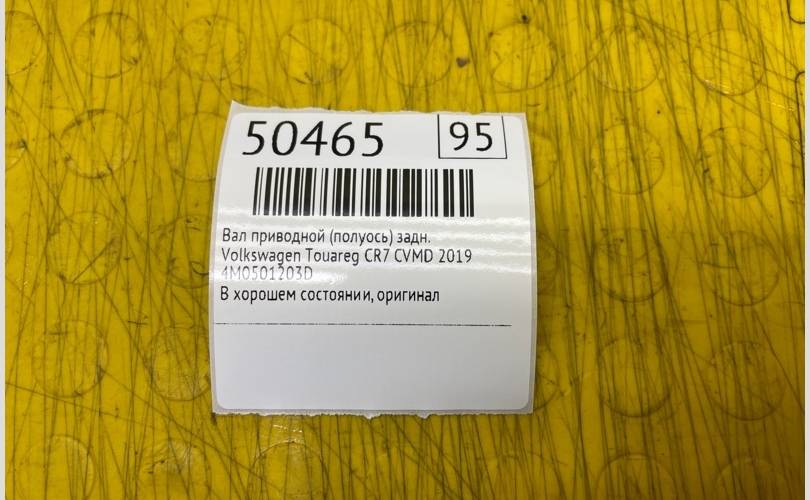 50465 95
Вал приводной (полуось) задн.
Volkswagen Touareg CR7 CVMD 2019
4M0501203D
В хорошем состоянии, оригинал